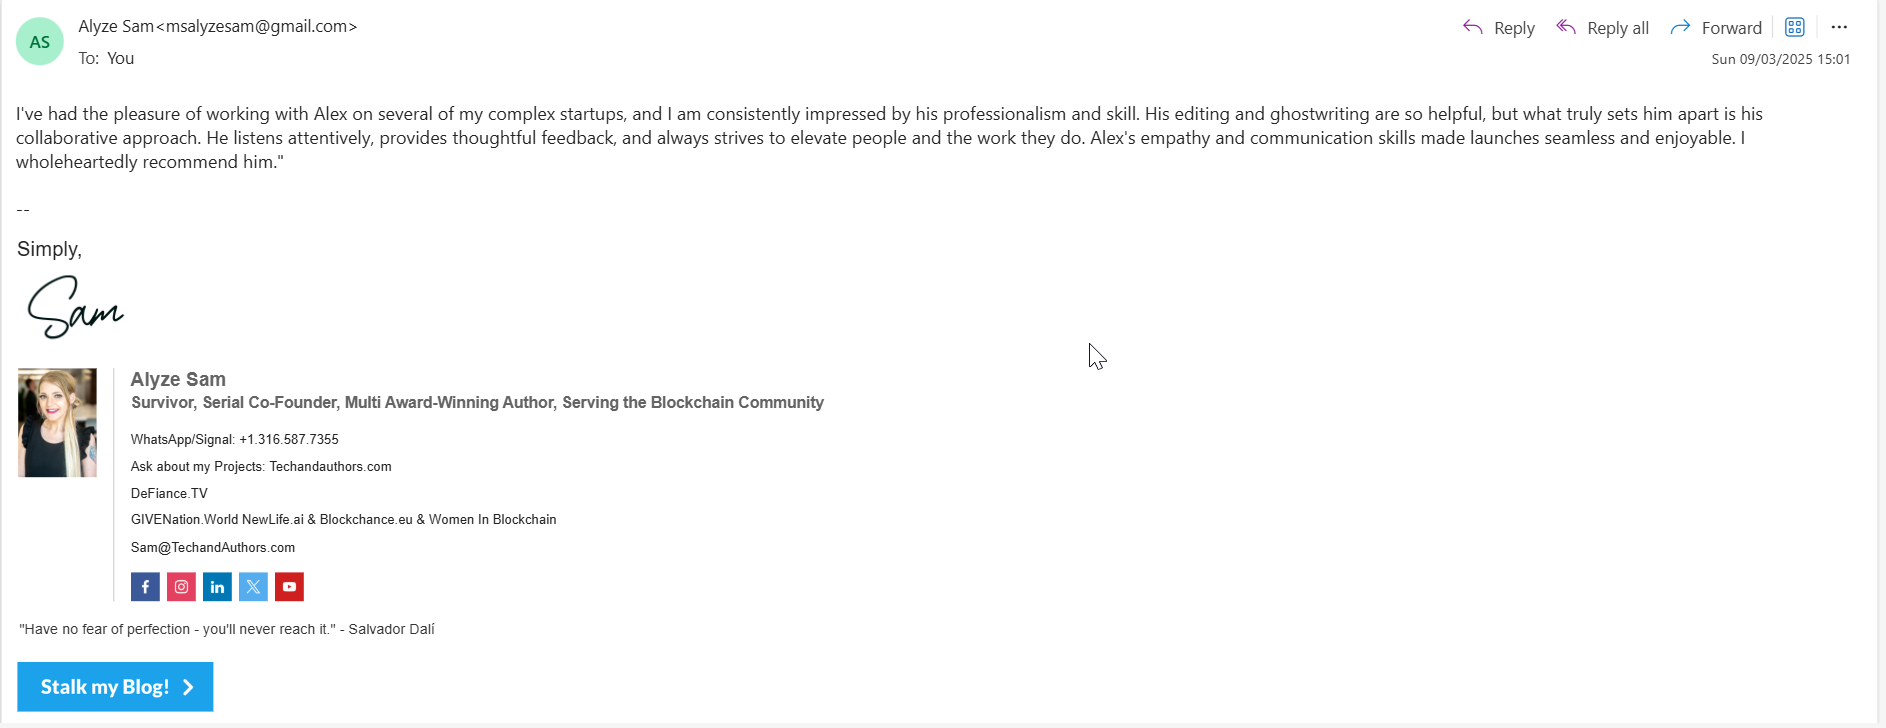 AS
Alyze Sam<msalyzesam@gmail.com>
To: You
Reply
Reply all
Forward
Sun 09/03/2025 15:01
I've had the pleasure of working with Alex on several of my complex startups, and I am consistently impressed by his professionalism and skill. His editing and ghostwriting are so helpful, but what truly sets him apart is his
collaborative approach. He listens attentively, provides thoughtful feedback, and always strives to elevate people and the work they do. Alex's empathy and communication skills made launches seamless and enjoyable. I
wholeheartedly recommend him."
--
Simply,
Sam
Alyze Sam
Survivor, Serial Co-Founder, Multi Award-Winning Author, Serving the Blockchain Community
WhatsApp/Signal: +1.316.587.7355
Ask about my Projects: Techandauthors.com
DeFiance.TV
GIVENation.World NewLife.ai & Blockchance.eu & Women In Blockchain
Sam@TechandAuthors.com
"Have no fear of perfection - you'll never reach it." - Salvador Dalí
Stalk my Blog!